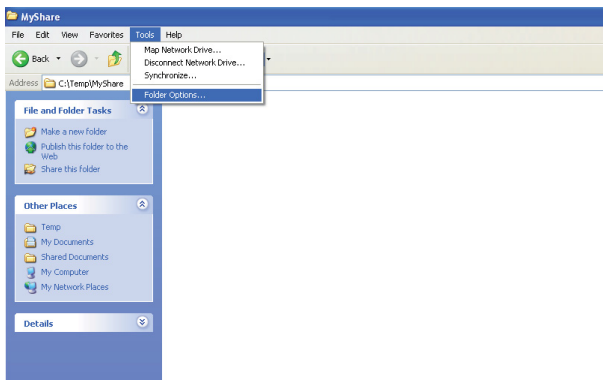 MyShare
File Edit View Favorites Tools Help
Back
Map Network Drive...
Disconnect Network Drive...
Synchronize...
Folder Options...
Address C:\Temp\MyShare
File and Folder Tasks
Make a new folder
Publish this folder to the
Web
Share this folder
Other Places
Temp
My Documents
Shared Documents
My Computer
My Network Places
Details